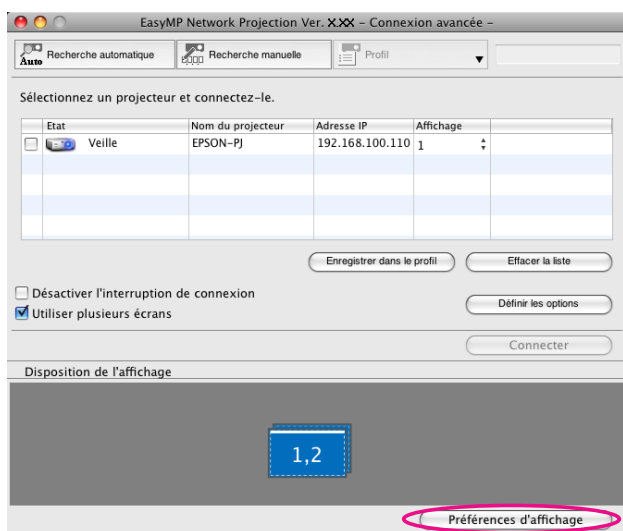 EasyMP Network Projection Ver. X.XX – Connexion avancée –
Auto Recherche automatique Recherche manuelle Profil
Sélectionnez un projecteur et connectez-le.
Etat Nom du projecteur Adresse IP Affichage
Veille EPSON-PJ 192.168.100.110 1
Enregistrer dans le profil Effacer la liste
Désactiver l'interruption de connexion
Utiliser plusieurs écrans
Définir les options
Connecter
Disposition de l'affichage
1,2
Préférences d'affichage